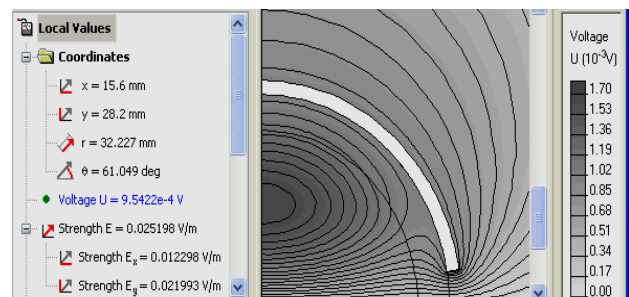 Local Values
Coordinates
x = 15.6 mm
y = 28.2 mm
r = 32.227 mm
θ = 61.049 deg
Voltage U = 9.5422e-4 V
Strength E = 0.025198 V/m
Strength Eₓ = 0.012298 V/m
Strength Eᵧ = 0.021993 V/m
Voltage
U (10⁻³V)
1.70
1.53
1.36
1.19
1.02
0.85
0.68
0.51
0.34
0.17
0.00